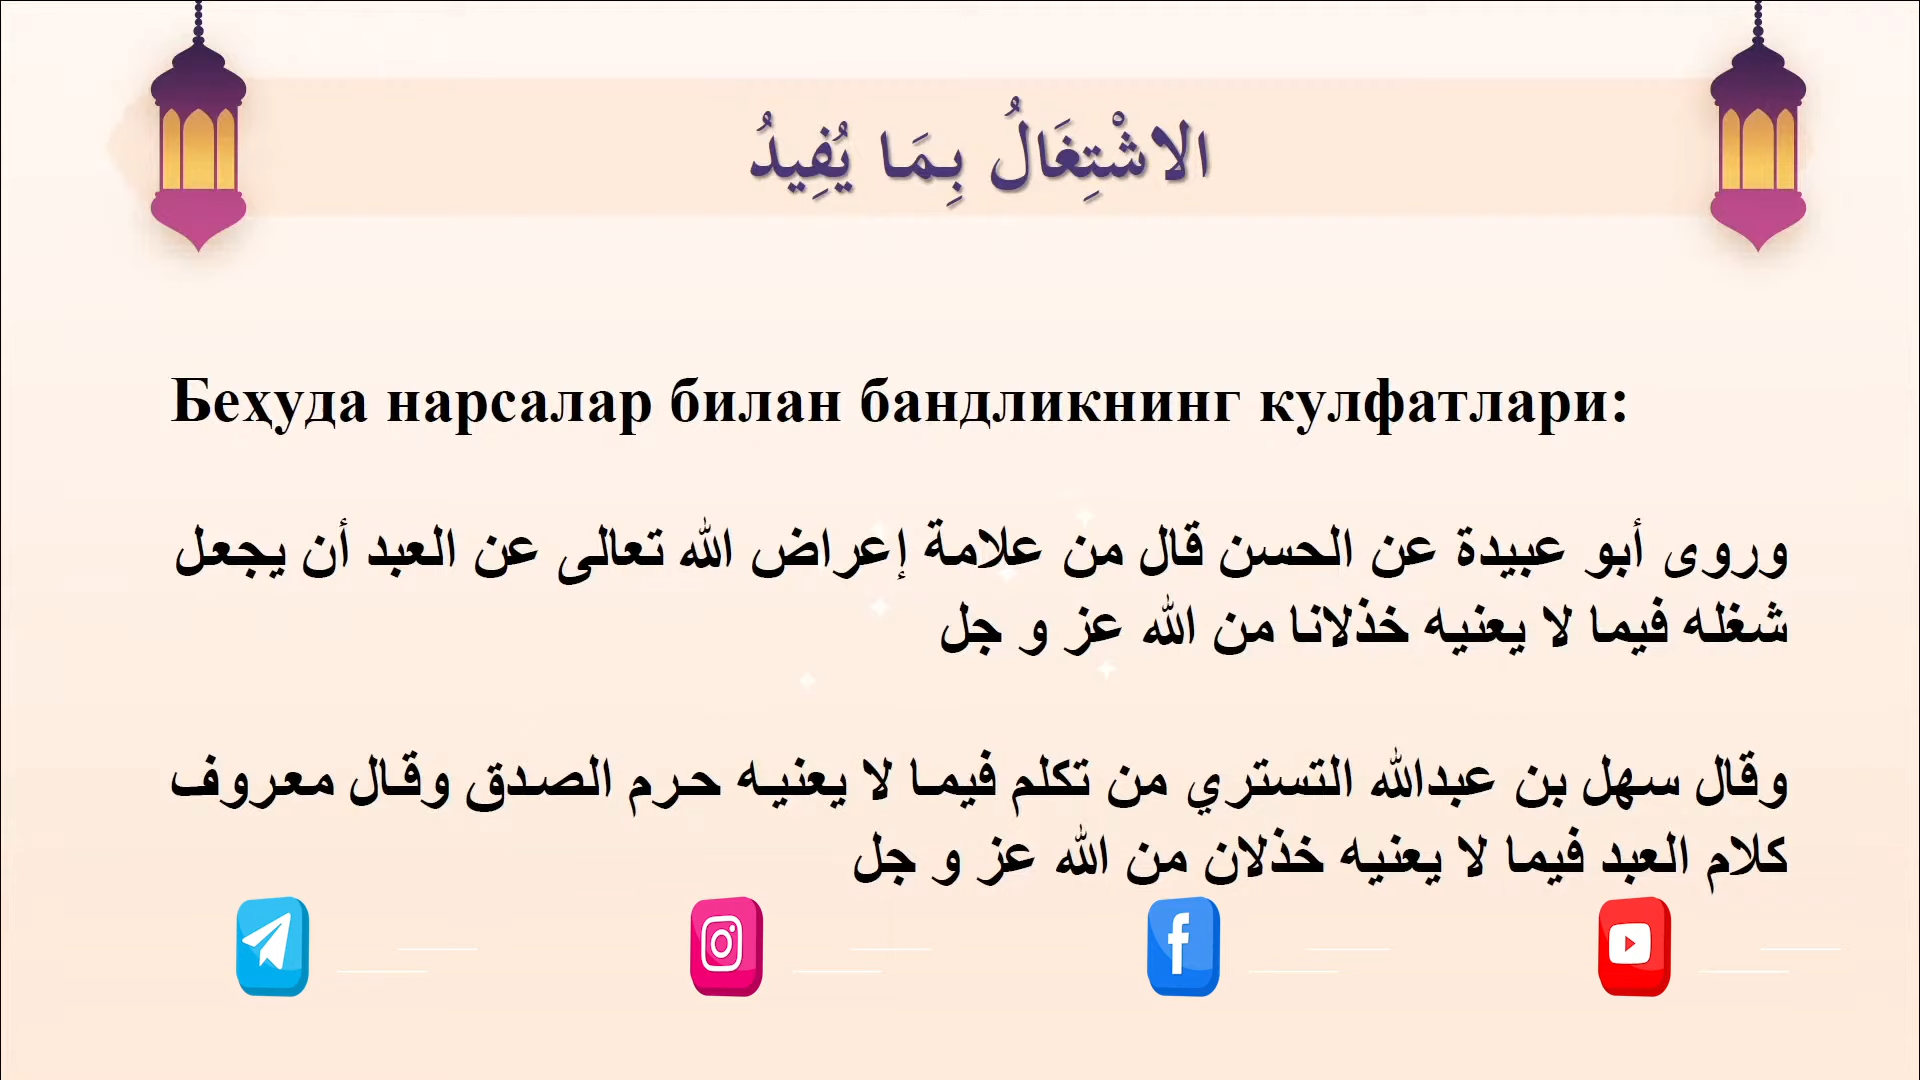 الاشْتِغَالُ بِمَا يُفِيدُ
Беҳуда нарсалар билан бандликнинг кулфатлари:
وروى أبو عبيدة عن الحسن قال من علامة إعراض الله تعالى عن العبد أن يجعل
شغله فيما لا يعنيه خذلانا من الله عز و جل
وقال سهل بن عبدالله التستري من تكلم فيما لا يعنيه حرم الصدق وقال معروف
كلام العبد فيما لا يعنيه خذلان من الله عز و جل